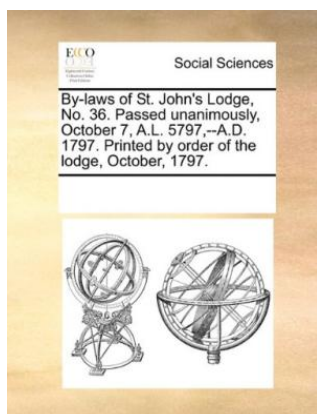 ECCO
Social Sciences
By-laws of St. John's Lodge,
No. 36. Passed unanimously,
October 7, A.L. 5797,--A.D.
1797. Printed by order of the
lodge, October, 1797.